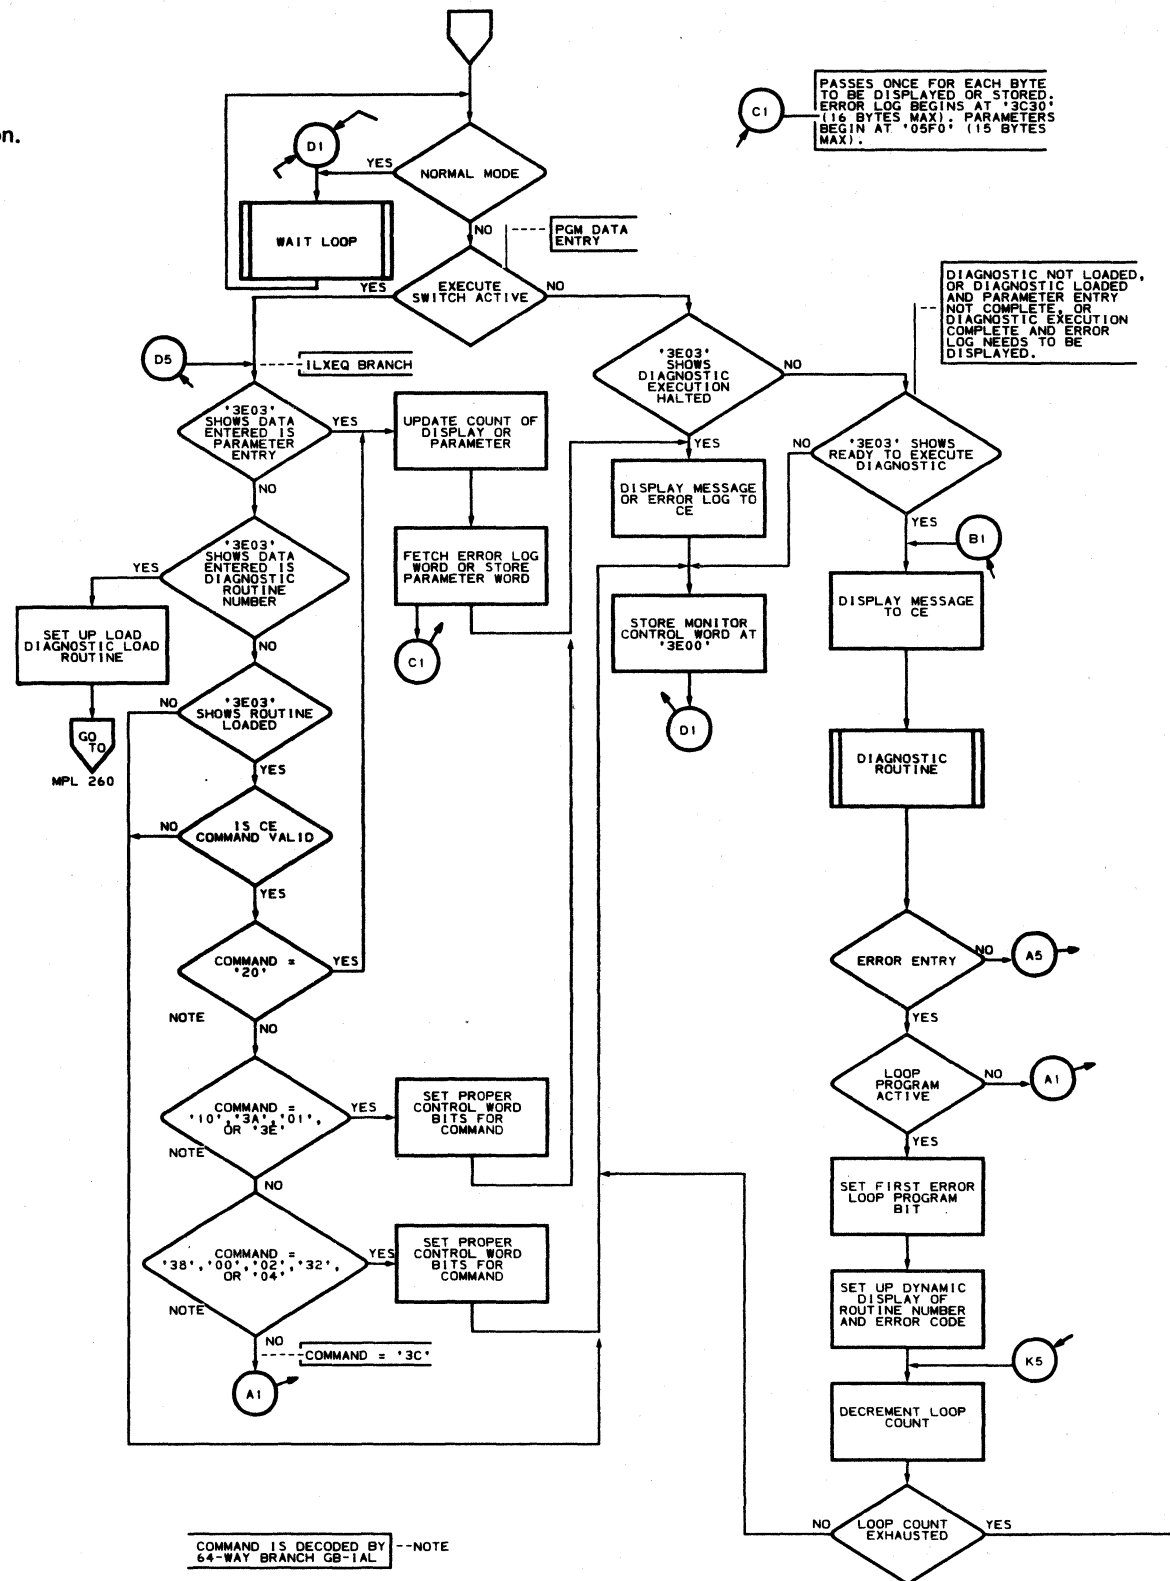 on.
PASSES ONCE FOR EACH BYTE
TO BE DISPLAYED OR STORED.
ERROR LOG BEGINS AT '3C30'
(16 BYTES MAX). PARAMETERS
BEGIN AT '05F0' (15 BYTES
MAX).
C1
D1
YES
NORMAL MODE
NO
WAIT LOOP
PGM DATA
ENTRY
YES
EXECUTE
SWITCH ACTIVE
NO
DIAGNOSTIC NOT LOADED,
OR DIAGNOSTIC LOADED
AND PARAMETER ENTRY
NOT COMPLETE, OR
DIAGNOSTIC EXECUTION
COMPLETE AND ERROR
LOG NEEDS TO BE
DISPLAYED.
D5
ILXEQ BRANCH
'3E03'
SHOWS
DIAGNOSTIC
EXECUTION
HALTED
NO
YES
'3E03'
SHOWS DATA
ENTERED IS
PARAMETER
ENTRY
YES
NO
UPDATE COUNT OF
DISPLAY OR
PARAMETER
NO
'3E03' SHOWS
READY TO EXECUTE
DIAGNOSTIC
YES
DISPLAY MESSAGE
OR ERROR LOG TO
CE
B1
'3E03'
SHOWS DATA
ENTERED IS
DIAGNOSTIC
ROUTINE
NUMBER
YES
NO
FETCH ERROR LOG
WORD OR STORE
PARAMETER WORD
DISPLAY MESSAGE
TO CE
SET UP LOAD
DIAGNOSTIC LOAD
ROUTINE
C1
STORE MONITOR
CONTROL WORD AT
'3E00'
D1
NO
'3E03'
SHOWS ROUTINE
LOADED
YES
GO
TO
MPL 260
DIAGNOSTIC
ROUTINE
NO
IS CE
COMMAND VALID
YES
COMMAND =
'20'
YES
NOTE
NO
ERROR ENTRY
NO
A5
YES
LOOP
PROGRAM
ACTIVE
NO
A1
YES
COMMAND =
'10','3A','01',
OR '3E'
YES
NOTE
NO
SET PROPER
CONTROL WORD
BITS FOR
COMMAND
SET FIRST ERROR
LOOP PROGRAM
BIT
COMMAND =
'38','00','02','32',
OR '04'
YES
NOTE
NO
SET PROPER
CONTROL WORD
BITS FOR
COMMAND
SET UP DYNAMIC
DISPLAY OF
ROUTINE NUMBER
AND ERROR CODE
COMMAND = '3C'
A1
K5
DECREMENT LOOP
COUNT
NO
LOOP COUNT
EXHAUSTED
YES
COMMAND IS DECODED BY
64-WAY BRANCH GB-1AL
--NOTE